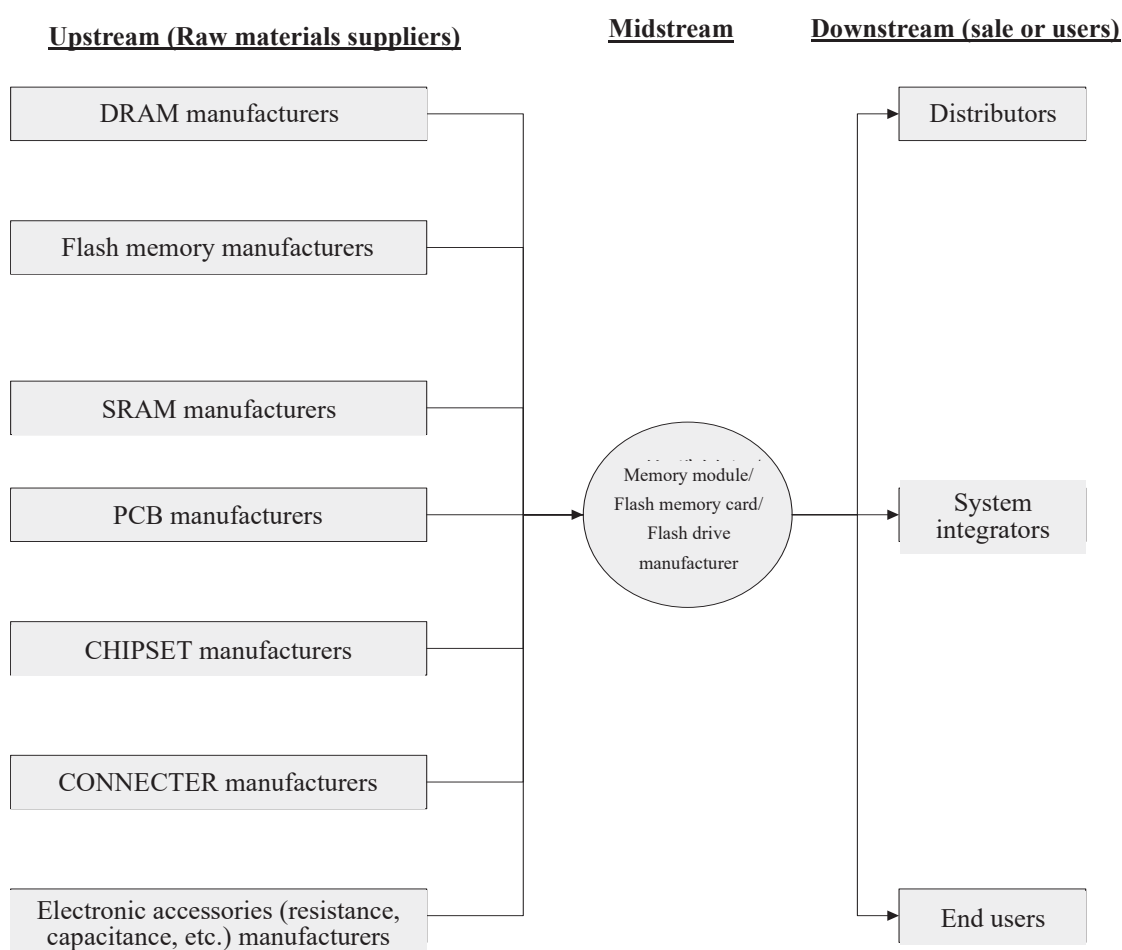 Upstream (Raw materials suppliers)
Midstream
Downstream (sale or users)
DRAM manufacturers
Flash memory manufacturers
SRAM manufacturers
PCB manufacturers
CHIPSET manufacturers
CONNECTER manufacturers
Electronic accessories (resistance,
capacitance, etc.) manufacturers
Memory module/
Flash memory card/
Flash drive
manufacturer
Distributors
System
integrators
End users